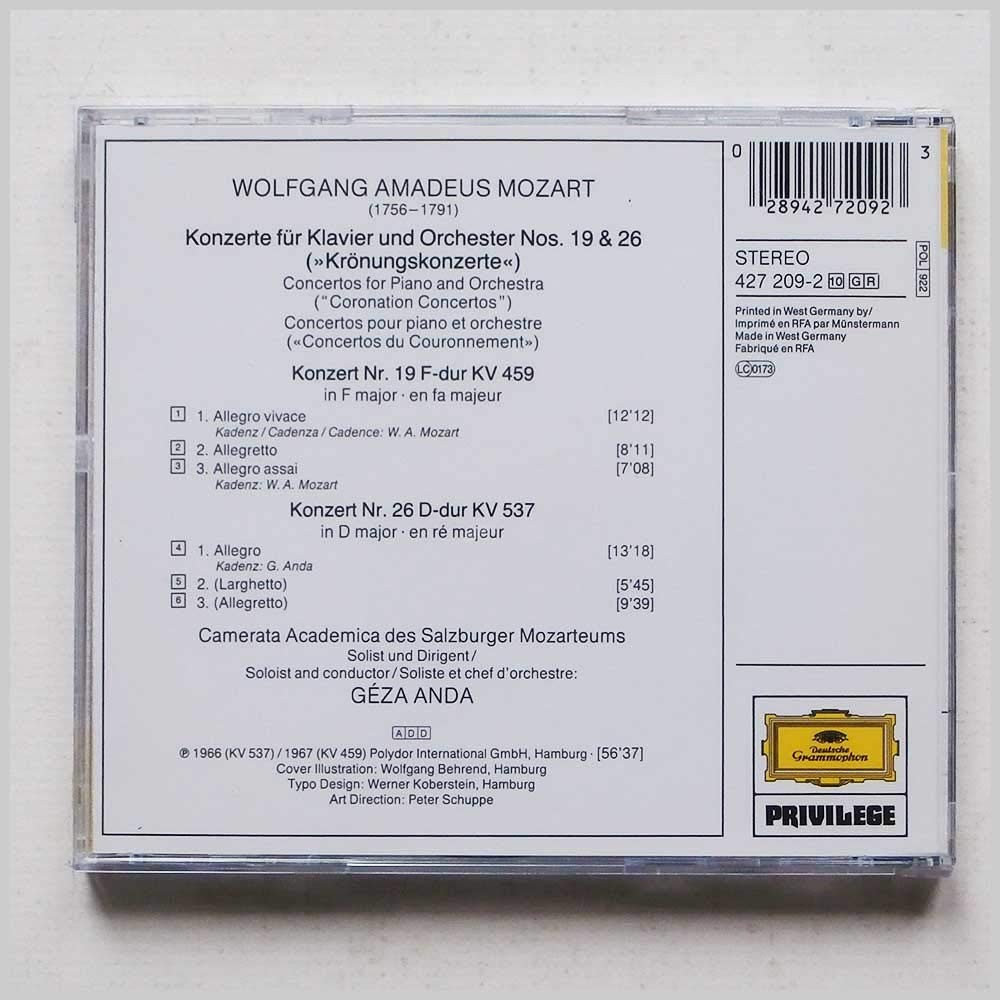 WOLFGANG AMADEUS MOZART
(1756–1791)
Konzerte für Klavier und Orchester Nos. 19 & 26
(»Krönungskonzerte«)
Concertos for Piano and Orchestra
("Coronation Concertos")
Concertos pour piano et orchestre
(«Concertos du Couronnement»)
Konzert Nr. 19 F-dur KV 459
in F major · en fa majeur
1 1. Allegro vivace [12'12]
Kadenz / Cadenza / Cadence: W. A. Mozart
2 2. Allegretto [8'11]
3 3. Allegro assai [7'08]
Kadenz: W. A. Mozart
Konzert Nr. 26 D-dur KV 537
in D major · en ré majeur
4 1. Allegro [13'18]
Kadenz: G. Anda
5 2. (Larghetto) [5'45]
6 3. (Allegretto) [9'39]
Camerata Academica des Salzburger Mozarteums
Solist und Dirigent/
Soloist and conductor/Soliste et chef d'orchestre:
GÉZA ANDA
ADD
℗ 1966 (KV 537) / 1967 (KV 459) Polydor International GmbH, Hamburg · [56'37]
Cover Illustration: Wolfgang Behrend, Hamburg
Typo Design: Werner Koberstein, Hamburg
Art Direction: Peter Schuppe
0 28942 72092 3
STEREO
427 209-2 10 GR
POL 922
Printed in West Germany by/
Imprimé en RFA par Münstermann
Made in West Germany
Fabriqué en RFA
LC 0173
Deutsche
Grammophon
PRIVILEGE